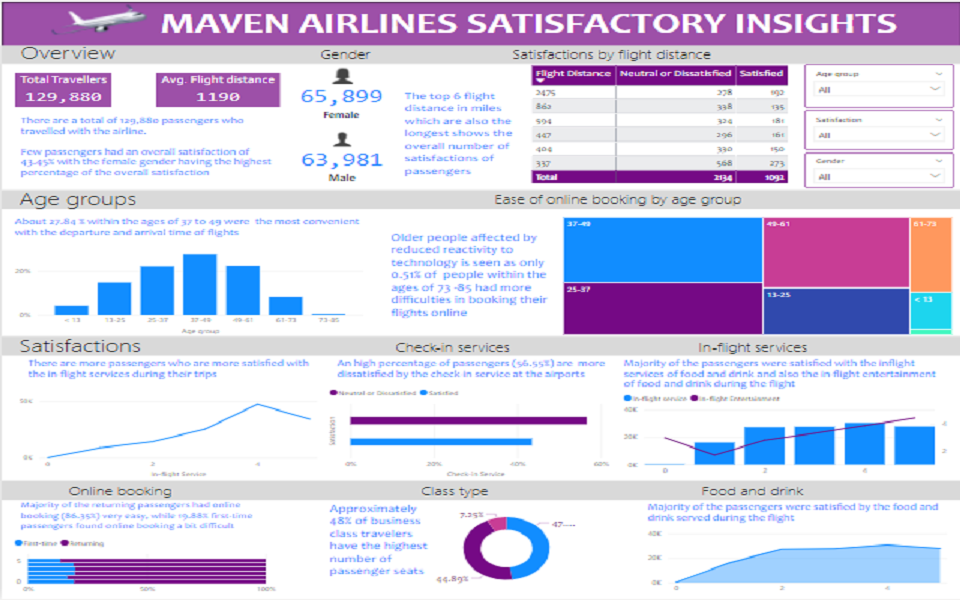 MAVEN AIRLINES SATISFACTORY INSIGHTS
Overview
Gender
Satisfactions by flight distance
Total Travellers
129,880
Avg. Flight distance
1190
There are a total of 129,880 passengers who
travelled with the airline.
Few passengers had an overall satisfaction of
43.45% with the female gender having the highest
percentage of the overall satisfaction
65,899
Female
63,981
Male
The top 6 flight
distance in miles
which are also the
longest shows the
overall number of
satisfactions of
passengers
Flight Distance Neutral or Dissatisfied Satisfied
2475 278 192
862 338 135
594 324 181
447 296 161
404 330 150
337 568 273
Total 2134 1092
Age group
All
Satisfaction
All
Gender
All
Age groups
Ease of online booking by age group
About 27.84 % within the ages of 37 to 49 were the most convenient
with the departure and arrival time of flights
20%
0%
< 13 13-25 25-37 37-49 49-61 61-73 73-85
Age group
Older people affected by
reduced reactivity to
technology is seen as only
0.51% of people within the
ages of 73 -85 had more
difficulties in booking their
flights online
37-49
49-61
61-73
25-37
13-25
< 13
Satisfactions
Check-in services
In-flight services
There are more passengers who are more satisfied with
the in flight services during their trips
50%
0%
0 2 4
In-flight Service
An high percentage of passengers (56.55%) are more
dissatisfied by the check in service at the airports
Neutral or Dissatisfied Satisfied
Satisfaction
0% 20% 40% 60%
Check-in Service
Majority of the passengers were satisfied with the inflight
services of food and drink and also the in flight entertainment
of food and drink during the flight
In-flight service In-flight Entertainment
40K
20K
0K
4
2
0 2 4
Online booking
Class type
Food and drink
Majority of the returning passengers had online
booking (86.35%) very easy, while 19.88% first-time
passengers found online booking a bit difficult
First-time Returning
5
0
0% 50% 100%
Approximately
48% of business
class travelers
have the highest
number of
passenger seats
7.25%
47....
44.89%
Majority of the passengers were satisfied by the food and
drink served during the flight
40K
20K
0K
0 2 4